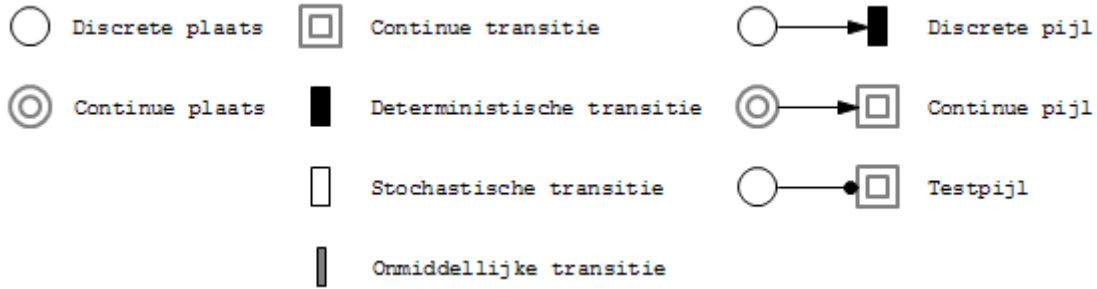 Discrete plaats Continue transitie Discrete pijl
Continue plaats Deterministische transitie Continue pijl
Stochastische transitie Testpijl
Onmiddellijke transitie